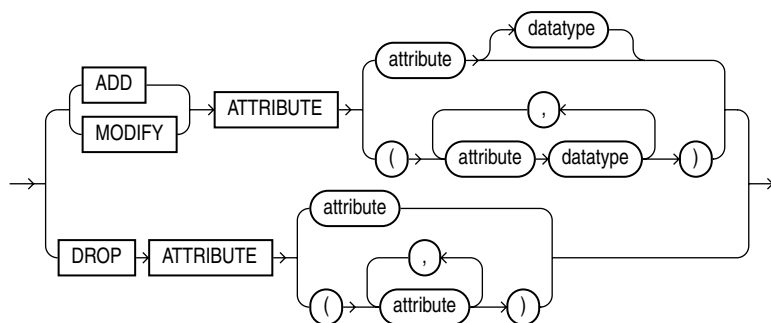 datatype
ADD attribute
ATTRIBUTE
MODIFY ,
( attribute datatype )
attribute
DROP ATTRIBUTE
,
( attribute )